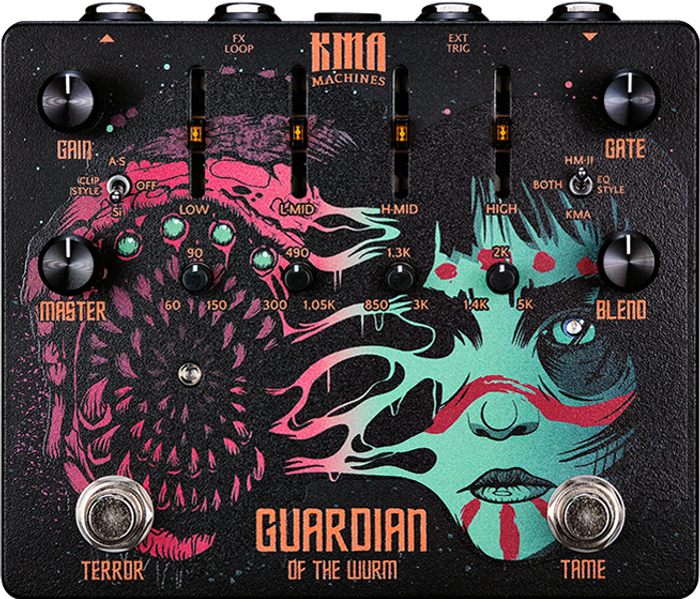 FX
LOOP
KMA
MACHINES
EXT
TRIG
GAIN
GATE
A-S
CLIP
STYLE
OFF
Si
HM-II
BOTH
EQ
STYLE
KMA
LOW
L-MID
H-MID
HIGH
90
490
1.3K
2K
60
150
300
1.05K
850
3K
1.4K
5K
MASTER
BLEND
GUARDIAN
OF THE WURM
TERROR
TAME